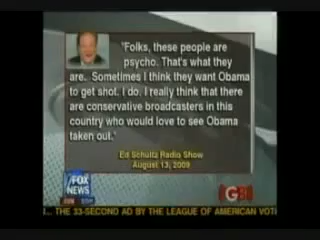 "Folks, these people are
psycho. That's what they
are. Sometimes I think they want Obama
to get shot. I do. I really think that there
are conservative broadcasters in this
country who would love to see Obama
taken out."
Ed Schultz Radio Show
August 13, 2009
FOX
NEWS
GB
L ... THE 33-SECOND AD BY THE LEAGUE OF AMERICAN VOTE